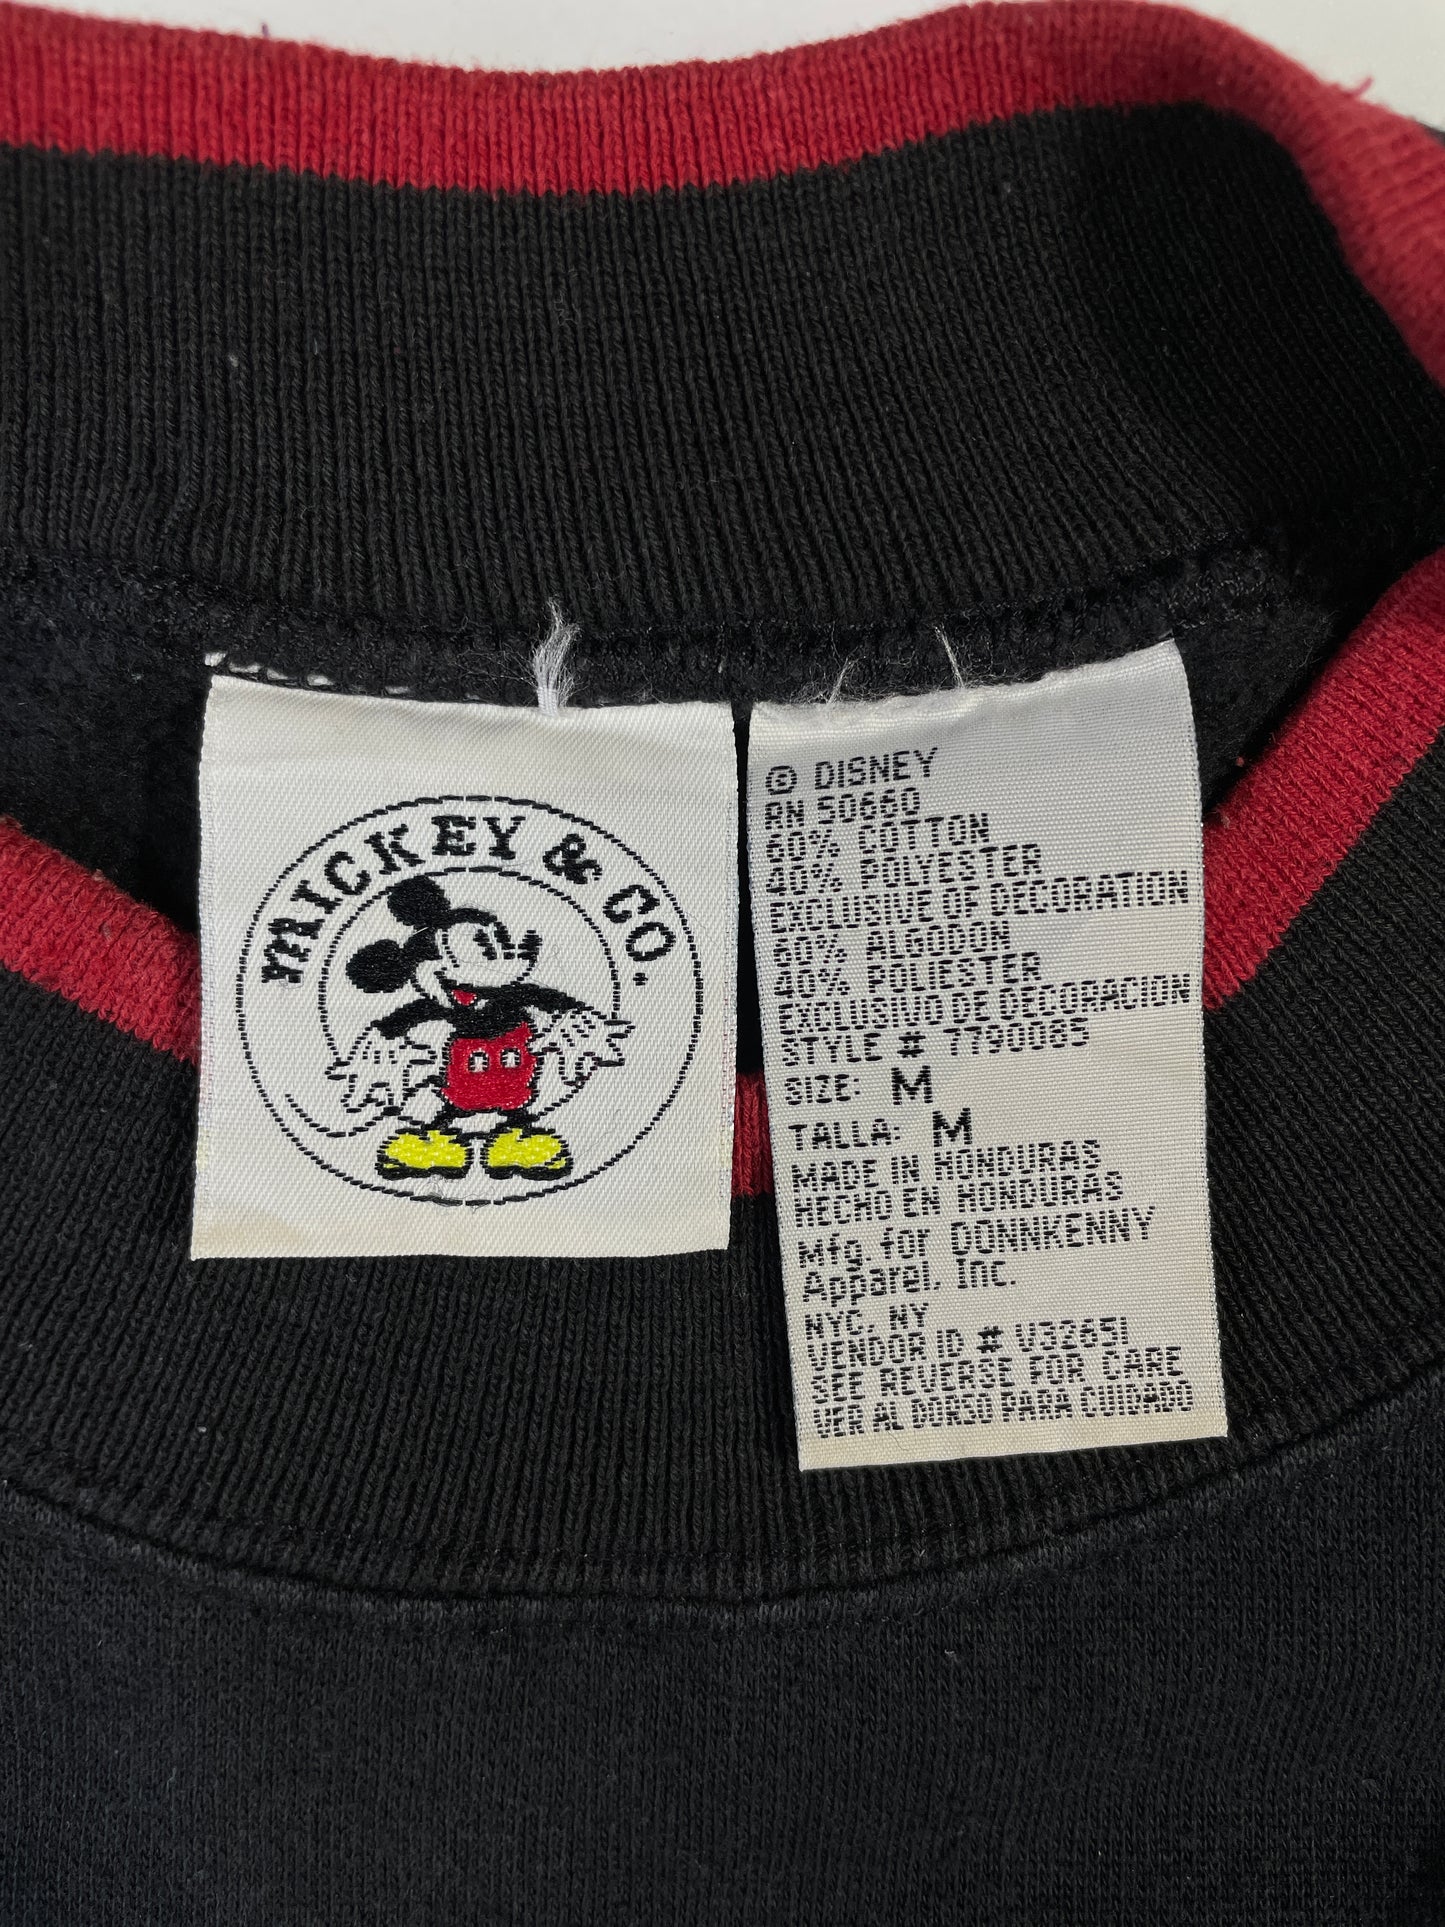 MICKEY & CO.
© DISNEY
RN 50660
60% COTTON
40% POLYESTER
EXCLUSIVE OF DECORATION
60% ALGODON
40% POLIESTER
EXCLUSIVO DE DECORACION
STYLE # 7790085
SIZE: M
TALLA: M
MADE IN HONDURAS
HECHO EN HONDURAS
Mfg. for DONNKENNY
Apparel, Inc.
NYC, NY
VENDOR ID # V32651
SEE REVERSE FOR CARE
VER AL DORSO PARA CUIDADO